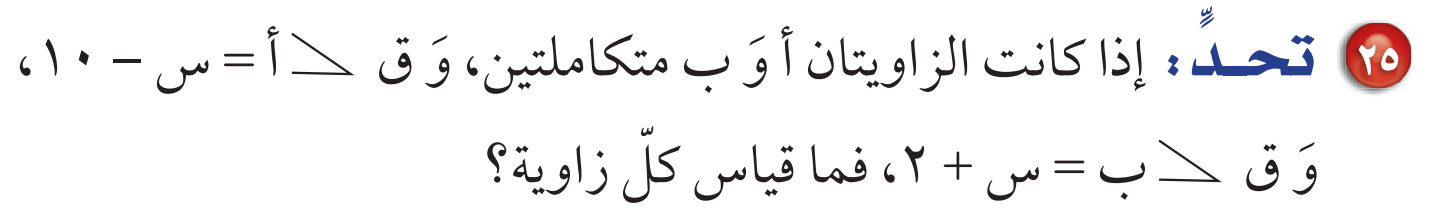 ٢٥ تحدٍّ: إذا كانت الزاويتان أ وَ ب متكاملتين، وَ ق ∠ أ = س − ١٠،
وَ ق ∠ ب = س + ٢، فما قياس كلّ زاوية؟